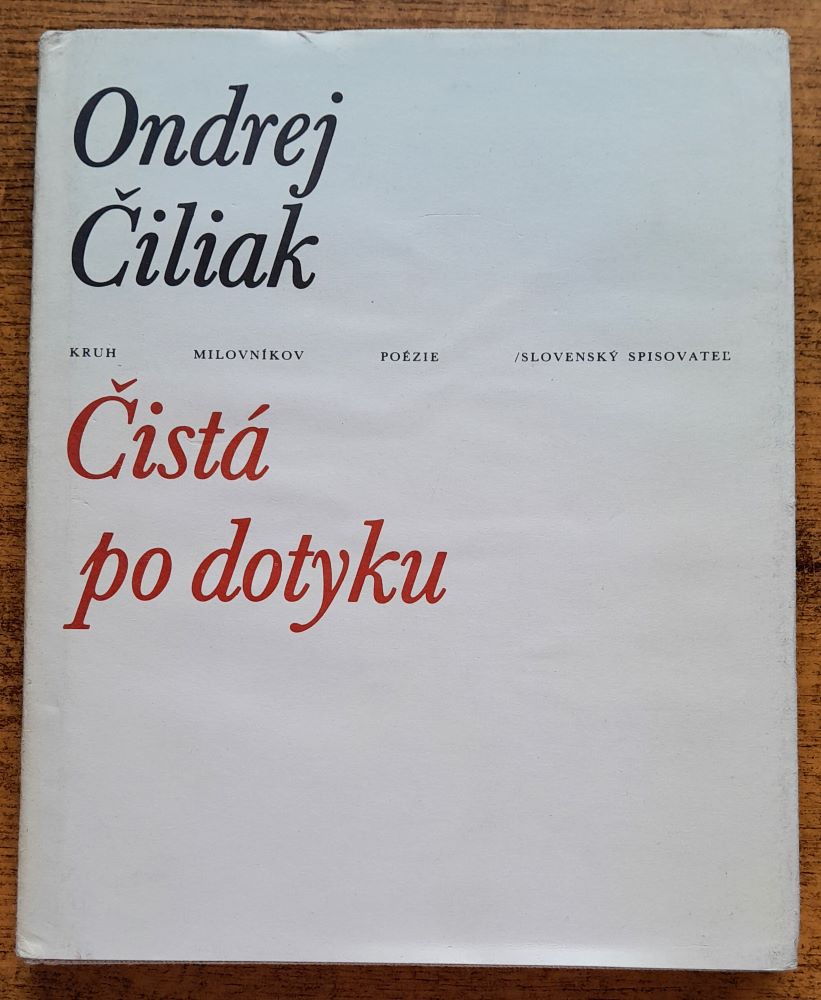 Ondrej
Čiliak
KRUH MILOVNÍKOV POÉZIE /SLOVENSKÝ SPISOVATEĽ
Čistá
po dotyku